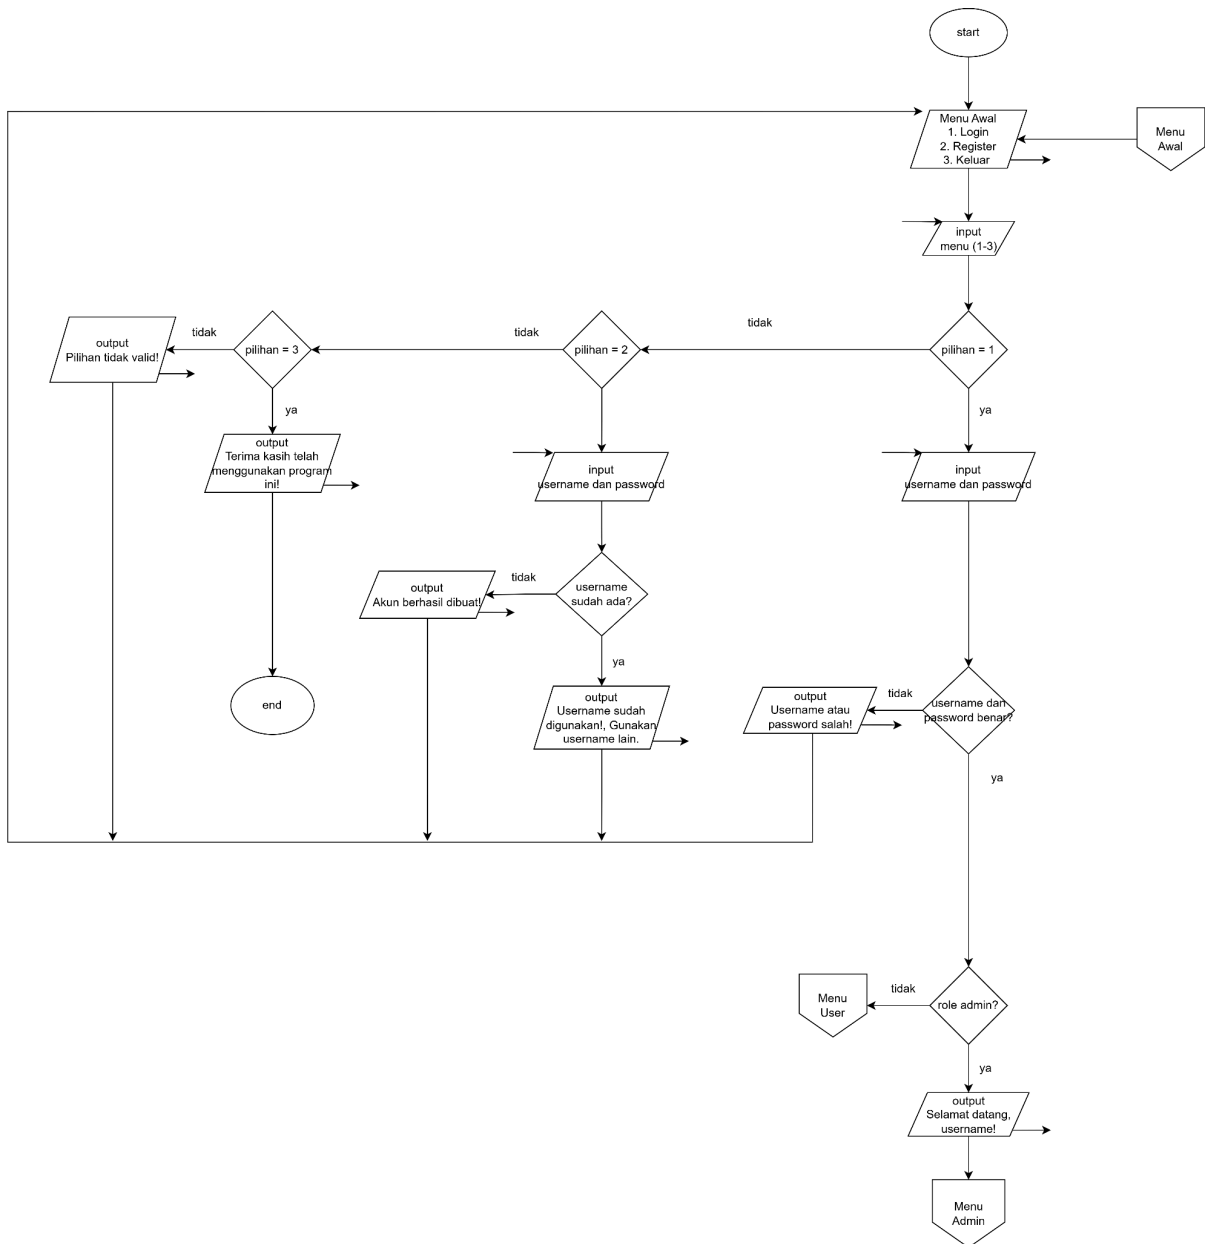 start
Menu Awal
1. Login
2. Register
3. Keluar
Menu
Awal
input
menu (1-3)
tidak
tidak
tidak
output
Pilihan tidak valid!
pilihan = 3
pilihan = 2
pilihan = 1
ya
ya
output
Terima kasih telah
menggunakan program
ini!
input
username dan password
input
username dan password
output
Akun berhasil dibuat!
tidak
username
sudah ada?
ya
end
output
Username sudah
digunakan!, Gunakan
username lain.
output
Username atau
password salah!
tidak
username dan
password benar?
ya
Menu
User
tidak
role admin?
ya
output
Selamat datang,
username!
Menu
Admin